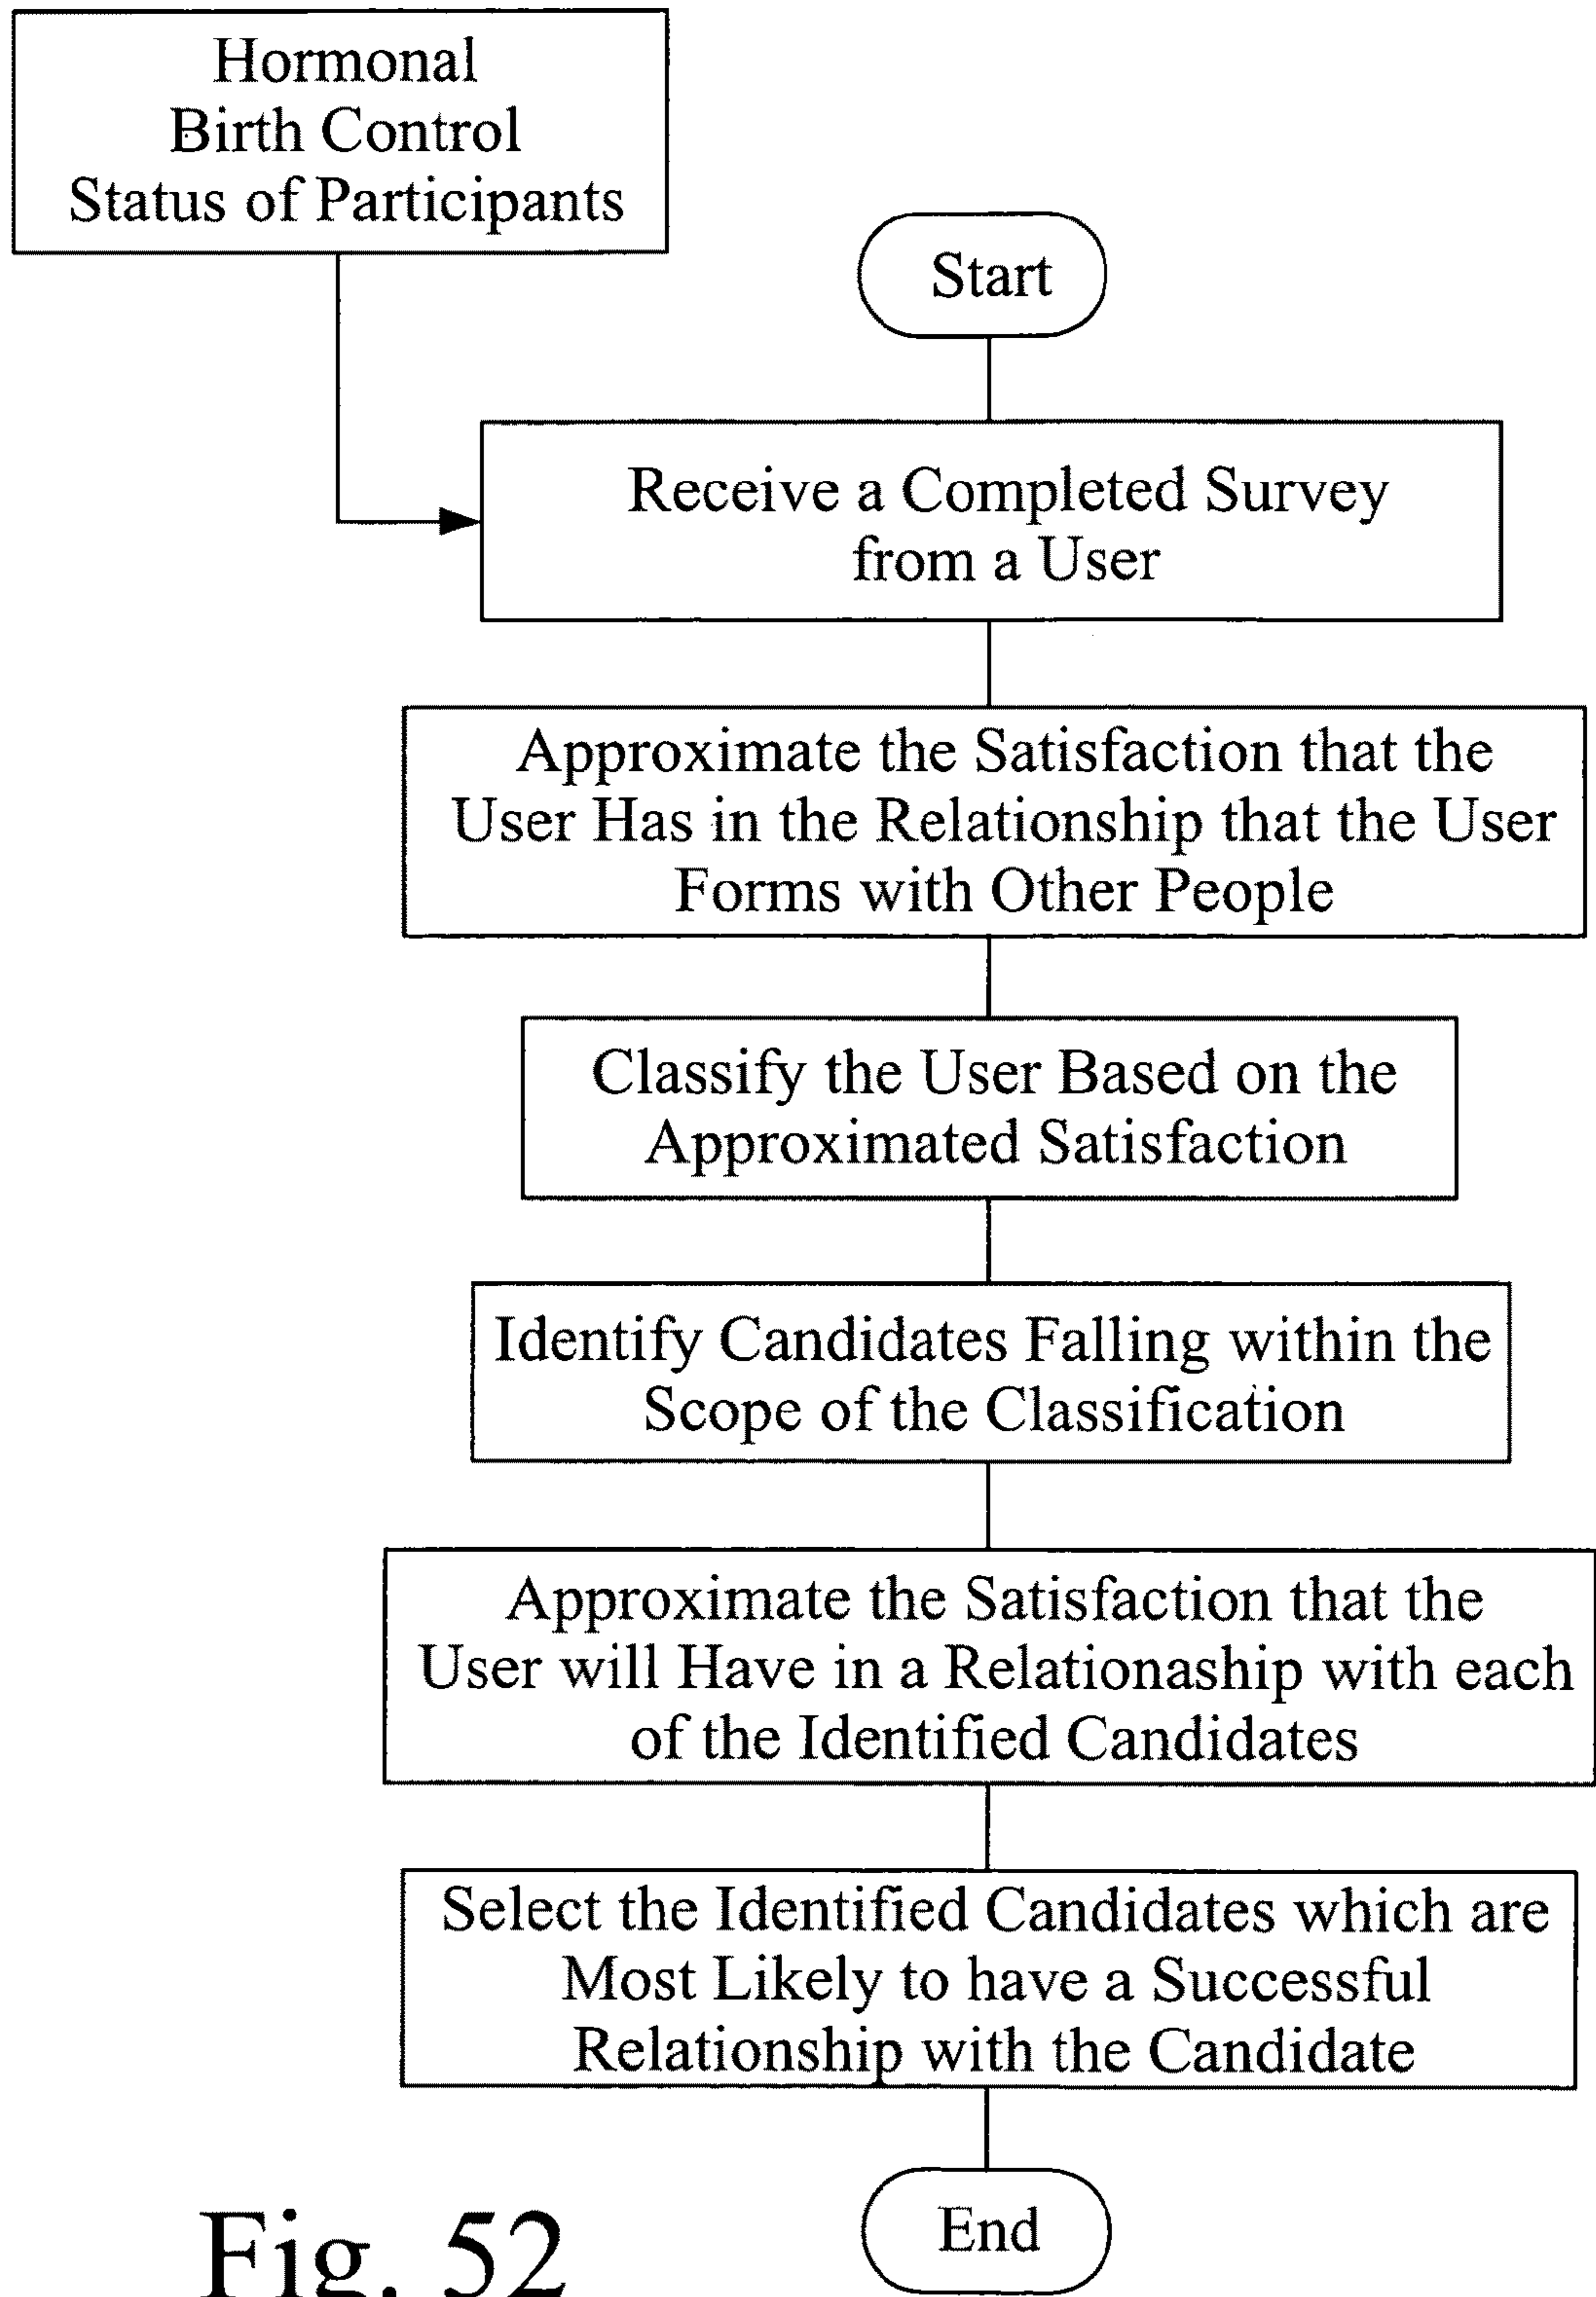 Hormonal
Birth Control
Status of Participants
Start
Receive a Completed Survey
from a User
Approximate the Satisfaction that the
User Has in the Relationship that the User
Forms with Other People
Classify the User Based on the
Approximated Satisfaction
Identify Candidates Falling within the
Scope of the Classification
Approximate the Satisfaction that the
User will Have in a Relationaship with each
of the Identified Candidates
Select the Identified Candidates which are
Most Likely to have a Successful
Relationship with the Candidate
End
Fig. 52